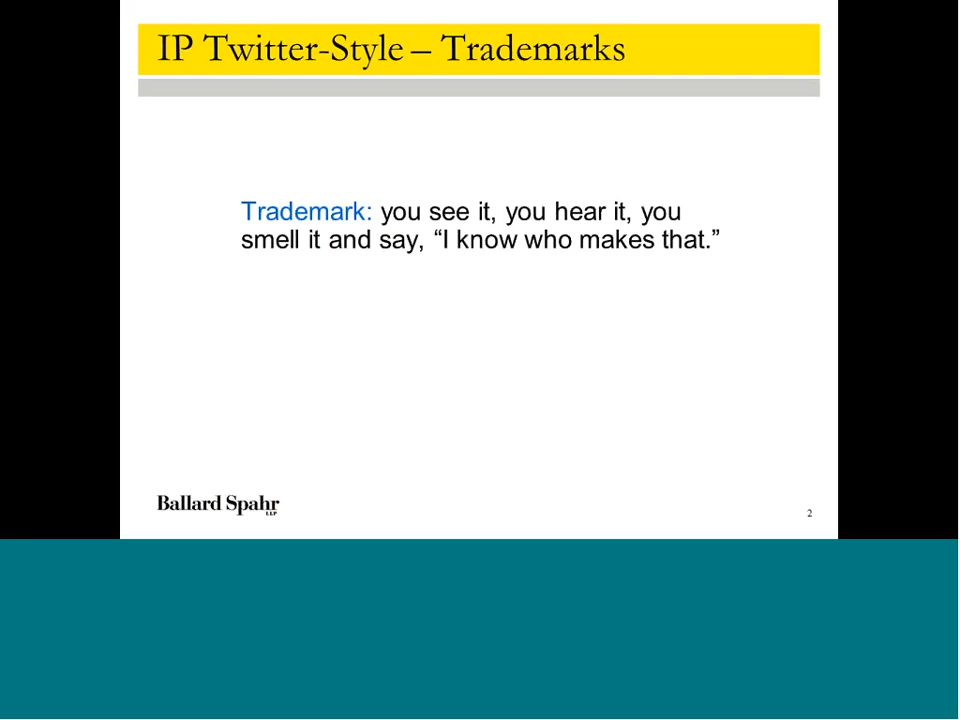 IP Twitter-Style – Trademarks
Trademark: you see it, you hear it, you
smell it and say, “I know who makes that.”
Ballard Spahr
LLP
2